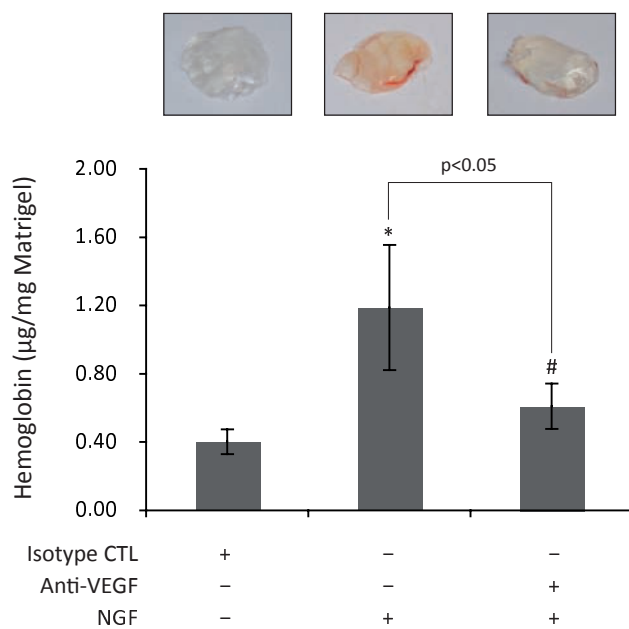 p<0.05
2.00
1.60
1.20
0.80
0.40
0.00
Hemoglobin (µg/mg Matrigel)
*
#
Isotype CTL + – –
Anti-VEGF – – +
NGF – + +